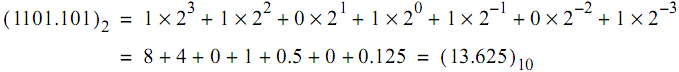 (1101.101)₂ = 1 × 2³ + 1 × 2² + 0 × 2¹ + 1 × 2⁰ + 1 × 2⁻¹ + 0 × 2⁻² + 1 × 2⁻³
= 8 + 4 + 0 + 1 + 0.5 + 0 + 0.125 = (13.625)₁₀